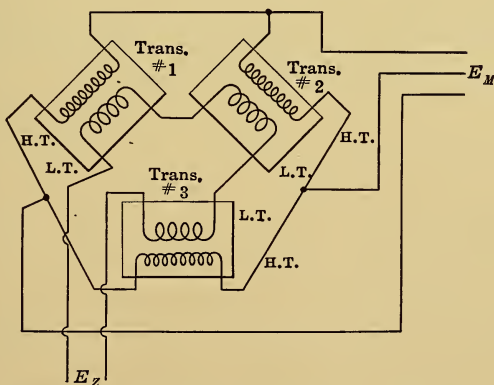 Trans.
#1
Trans.
#2
E_M
H.T.
H.T.
L.T.
L.T.
Trans.
#3
L.T.
H.T.
E_Z